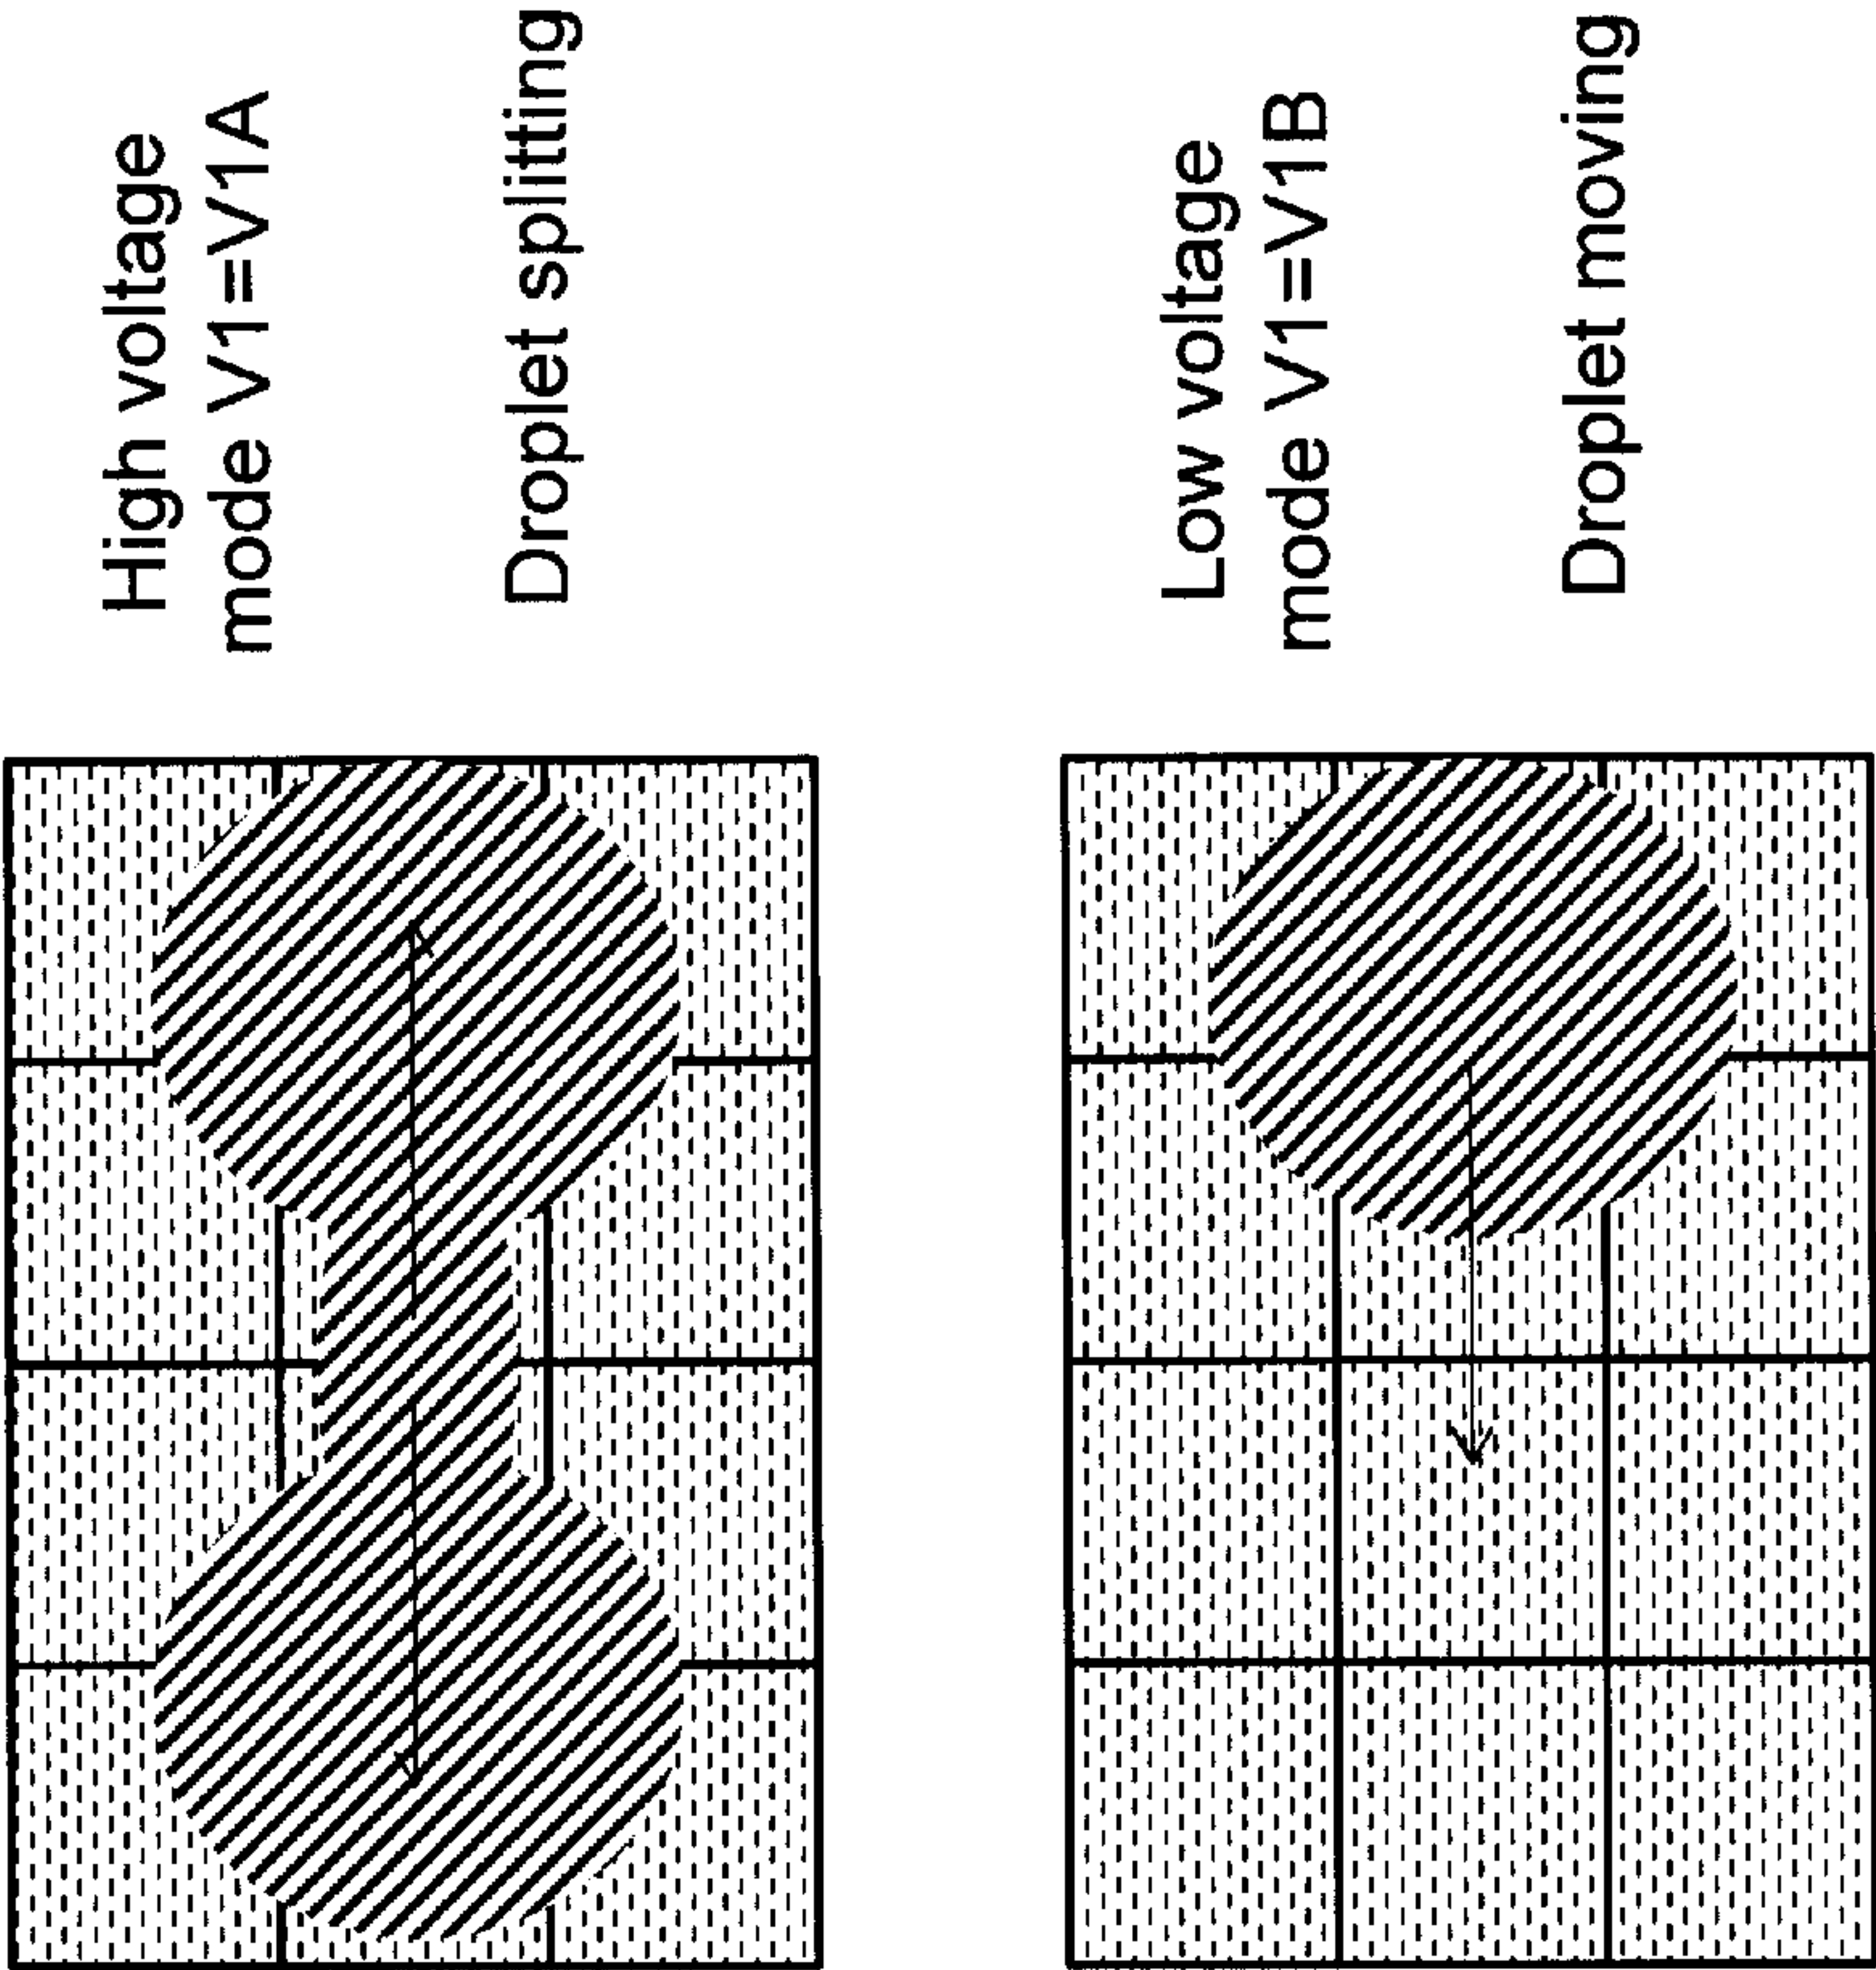 High voltage
mode V1=V1A
Droplet splitting
Low voltage
mode V1=V1B
Droplet moving